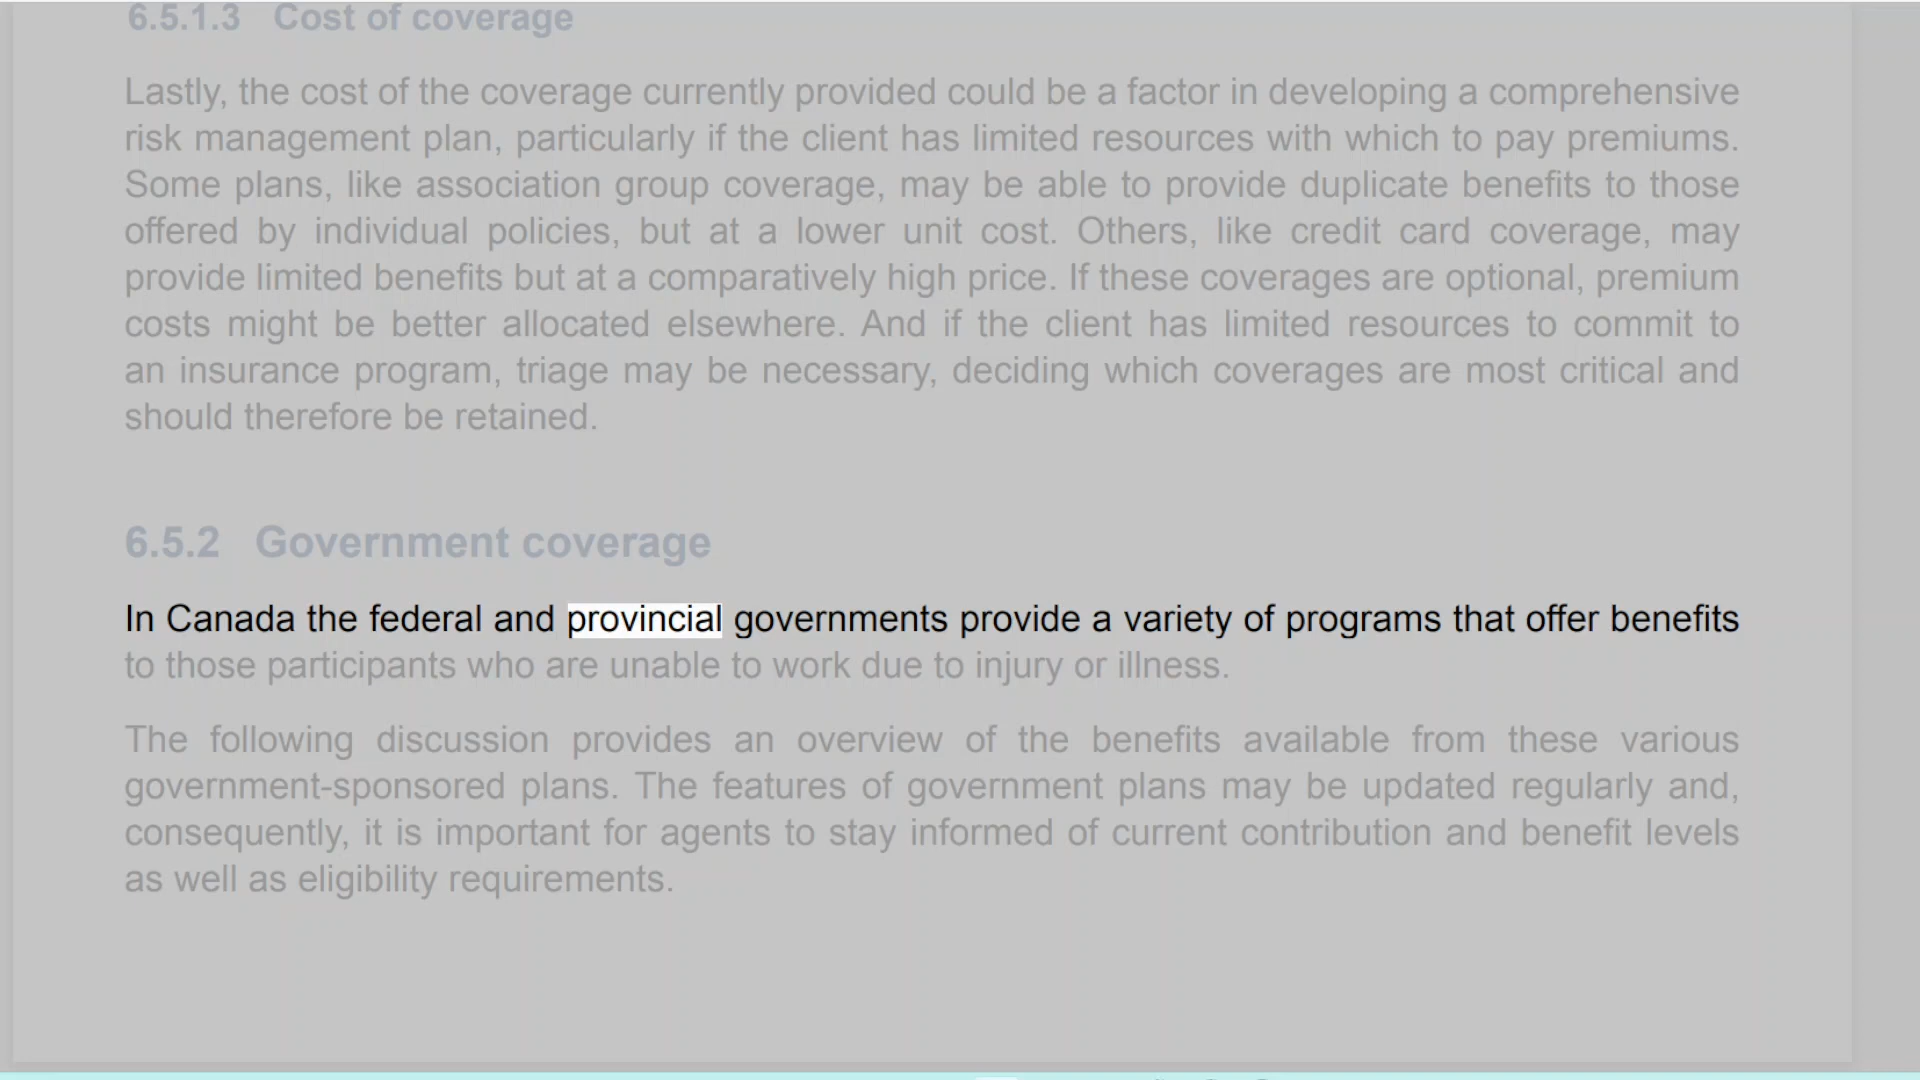 6.5.1.3 Cost of coverage
Lastly, the cost of the coverage currently provided could be a factor in developing a comprehensive
risk management plan, particularly if the client has limited resources with which to pay premiums.
Some plans, like association group coverage, may be able to provide duplicate benefits to those
offered by individual policies, but at a lower unit cost. Others, like credit card coverage, may
provide limited benefits but at a comparatively high price. If these coverages are optional, premium
costs might be better allocated elsewhere. And if the client has limited resources to commit to
an insurance program, triage may be necessary, deciding which coverages are most critical and
should therefore be retained.
6.5.2 Government coverage
In Canada the federal and provincial governments provide a variety of programs that offer benefits
to those participants who are unable to work due to injury or illness.
The following discussion provides an overview of the benefits available from these various
government-sponsored plans. The features of government plans may be updated regularly and,
consequently, it is important for agents to stay informed of current contribution and benefit levels
as well as eligibility requirements.